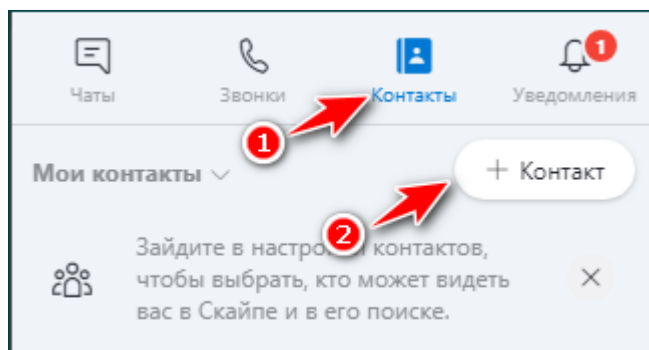 1
Чаты Звонки Контакты Уведомления
1
Мои контакты + Контакт
2
Зайдите в контактов,
чтобы выбрать, кто может видеть
вас в Скайпе и в его поиске.